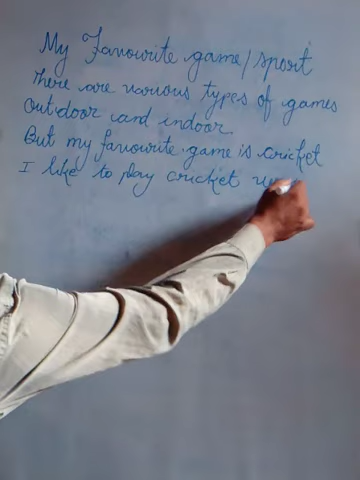 My Favourite game/sport
There are various types of games
Outdoor and indoor.
But my favourite game is cricket
I like to play cricket